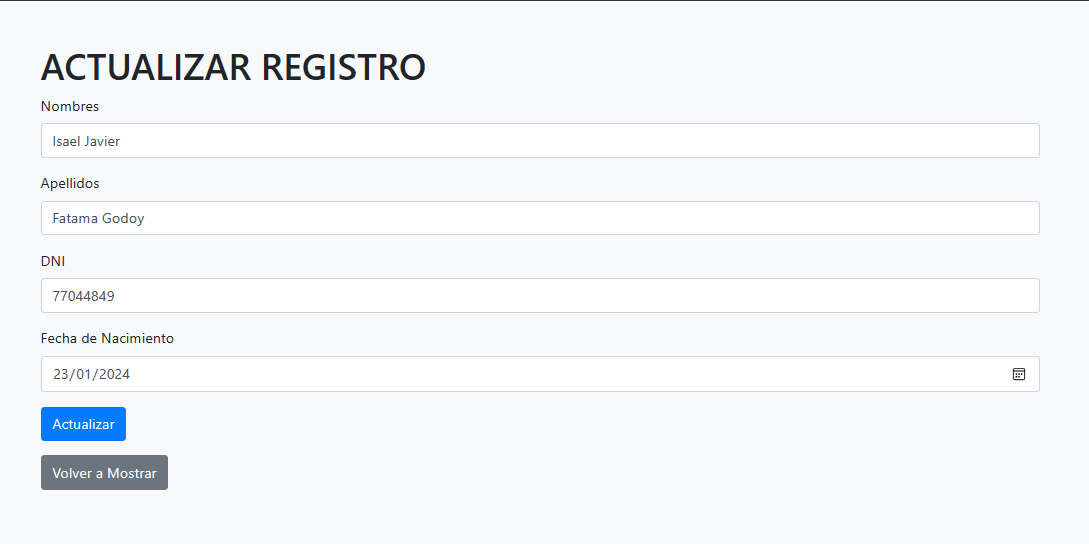 ACTUALIZAR REGISTRO
Nombres
Isael Javier
Apellidos
Fatama Godoy
DNI
77044849
Fecha de Nacimiento
23/01/2024
Actualizar
Volver a Mostrar